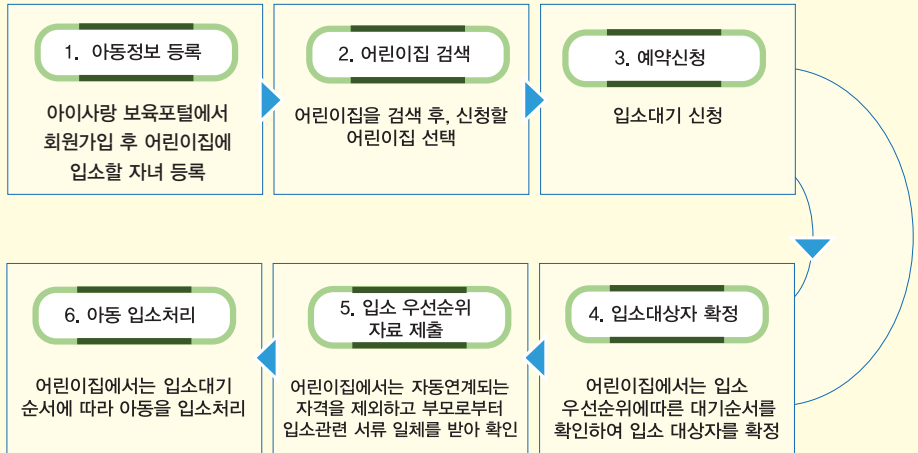 1. 아동정보 등록
아이사랑 보육포털에서
회원가입 후 어린이집에
입소할 자녀 등록
2. 어린이집 검색
어린이집을 검색 후, 신청할
어린이집 선택
3. 예약신청
입소대기 신청
4. 입소대상자 확정
어린이집에서는 입소
우선순위에따른 대기순서를
확인하여 입소 대상자를 확정
5. 입소 우선순위
자료 제출
어린이집에서는 자동연계되는
자격을 제외하고 부모로부터
입소관련 서류 일체를 받아 확인
6. 아동 입소처리
어린이집에서는 입소대기
순서에 따라 아동을 입소처리